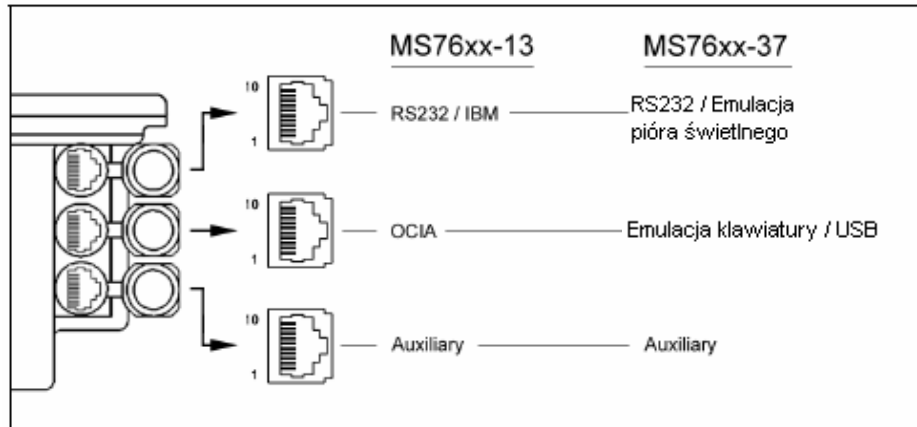 MS76xx-13 MS76xx-37
10
1
RS232 / IBM
RS232 / Emulacja
pióra świetlnego
10
1
OCIA
Emulacja klawiatury / USB
10
1
Auxiliary
Auxiliary